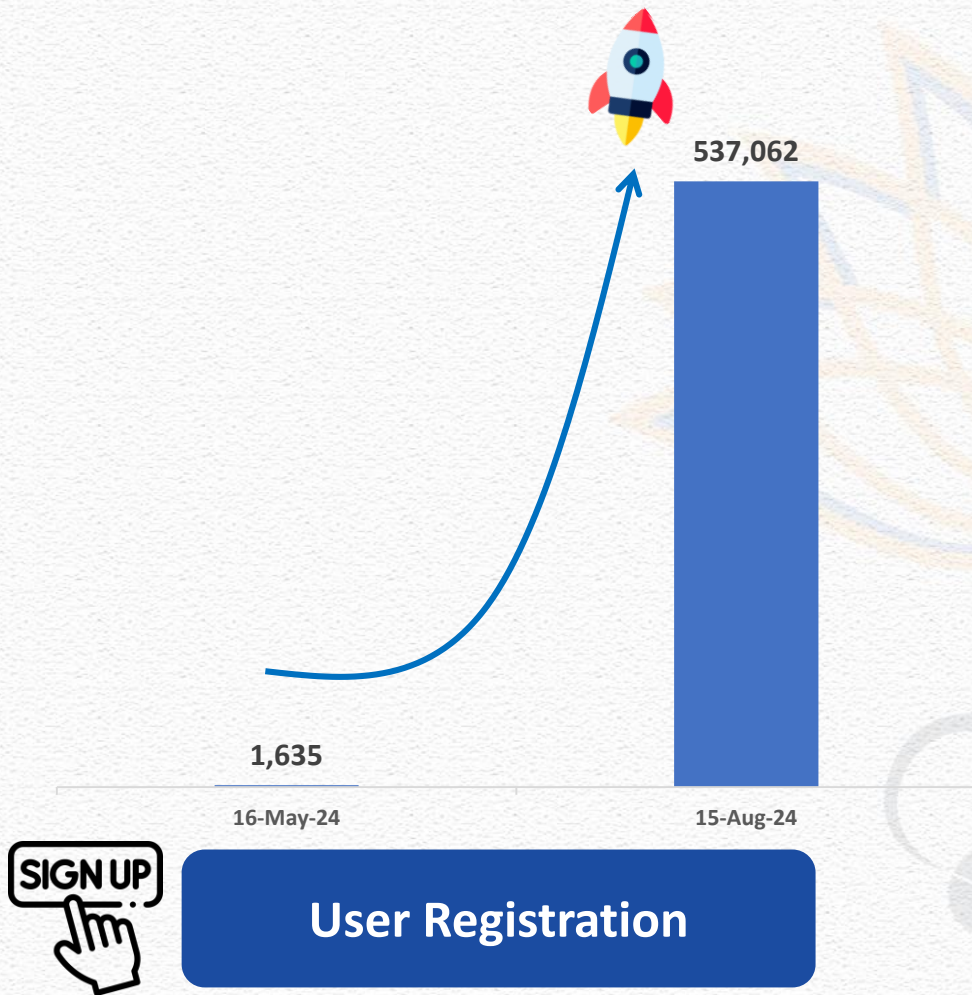 537,062
1,635
16-May-24
15-Aug-24
SIGN UP
User Registration